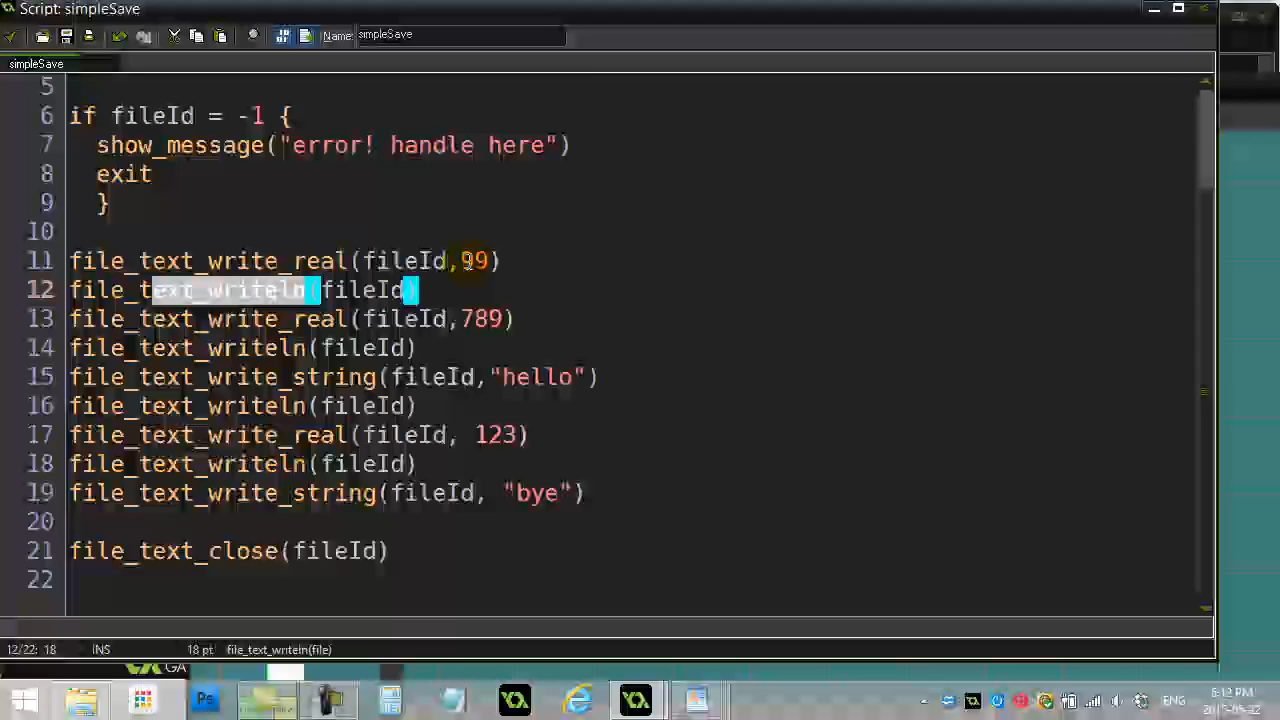 Script: simpleSave
Name: simpleSave
simpleSave
5
6 if fileId = -1 {
7 show_message("error! handle here")
8 exit
9 }
10
11 file_text_write_real(fileId,99)
12 file_text_writeln(fileId)
13 file_text_write_real(fileId,789)
14 file_text_writeln(fileId)
15 file_text_write_string(fileId,"hello")
16 file_text_writeln(fileId)
17 file_text_write_real(fileId, 123)
18 file_text_writeln(fileId)
19 file_text_write_string(fileId, "bye")
20
21 file_text_close(fileId)
22
12/22: 18 INS 18 pt file_text_writeln(file)
GA
Ps ENG